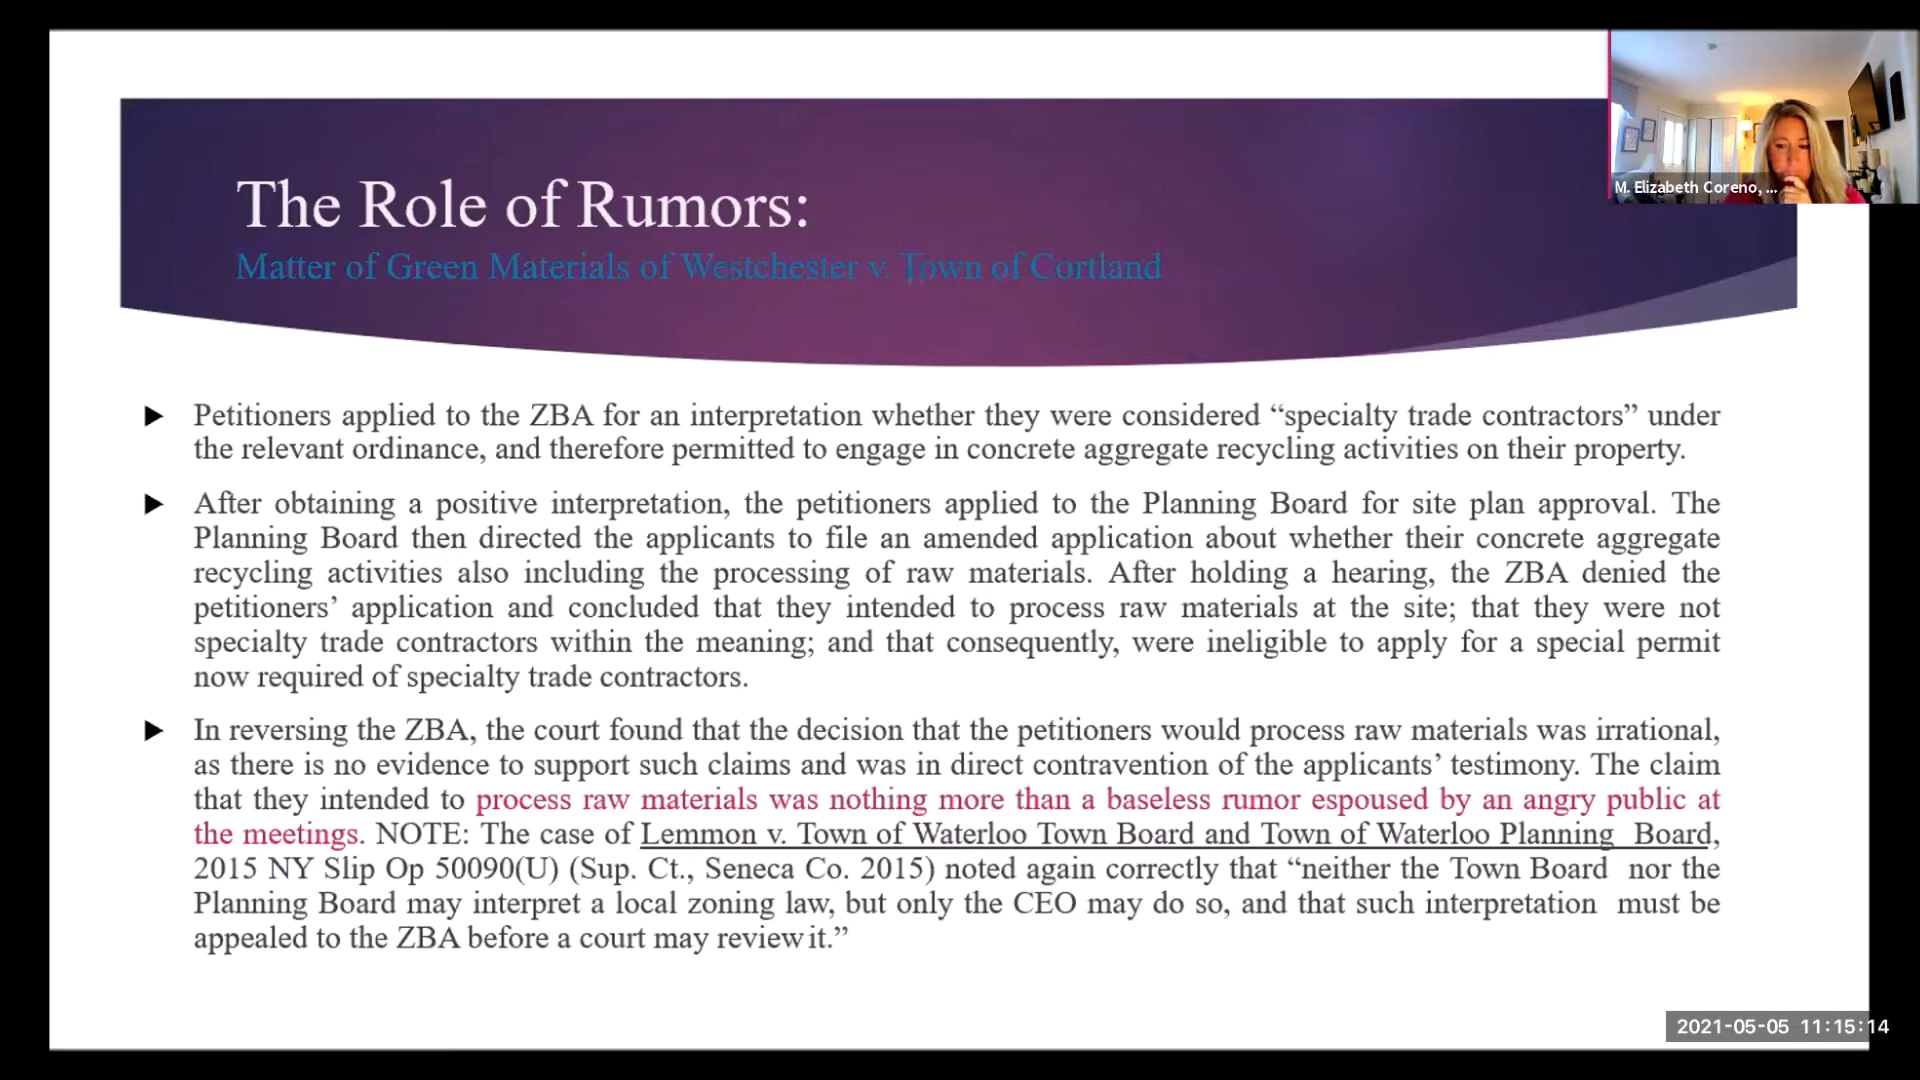 M. Elizabeth Coreno, ...
The Role of Rumors:
Matter of Green Materials of Westchester v. Town of Cortland
Petitioners applied to the ZBA for an interpretation whether they were considered “specialty trade contractors” under
the relevant ordinance, and therefore permitted to engage in concrete aggregate recycling activities on their property.
After obtaining a positive interpretation, the petitioners applied to the Planning Board for site plan approval. The
Planning Board then directed the applicants to file an amended application about whether their concrete aggregate
recycling activities also including the processing of raw materials. After holding a hearing, the ZBA denied the
petitioners’ application and concluded that they intended to process raw materials at the site; that they were not
specialty trade contractors within the meaning; and that consequently, were ineligible to apply for a special permit
now required of specialty trade contractors.
In reversing the ZBA, the court found that the decision that the petitioners would process raw materials was irrational,
as there is no evidence to support such claims and was in direct contravention of the applicants’ testimony. The claim
that they intended to process raw materials was nothing more than a baseless rumor espoused by an angry public at
the meetings. NOTE: The case of Lemmon v. Town of Waterloo Town Board and Town of Waterloo Planning Board,
2015 NY Slip Op 50090(U) (Sup. Ct., Seneca Co. 2015) noted again correctly that “neither the Town Board nor the
Planning Board may interpret a local zoning law, but only the CEO may do so, and that such interpretation must be
appealed to the ZBA before a court may review it.”
2021-05-05 11:15:14